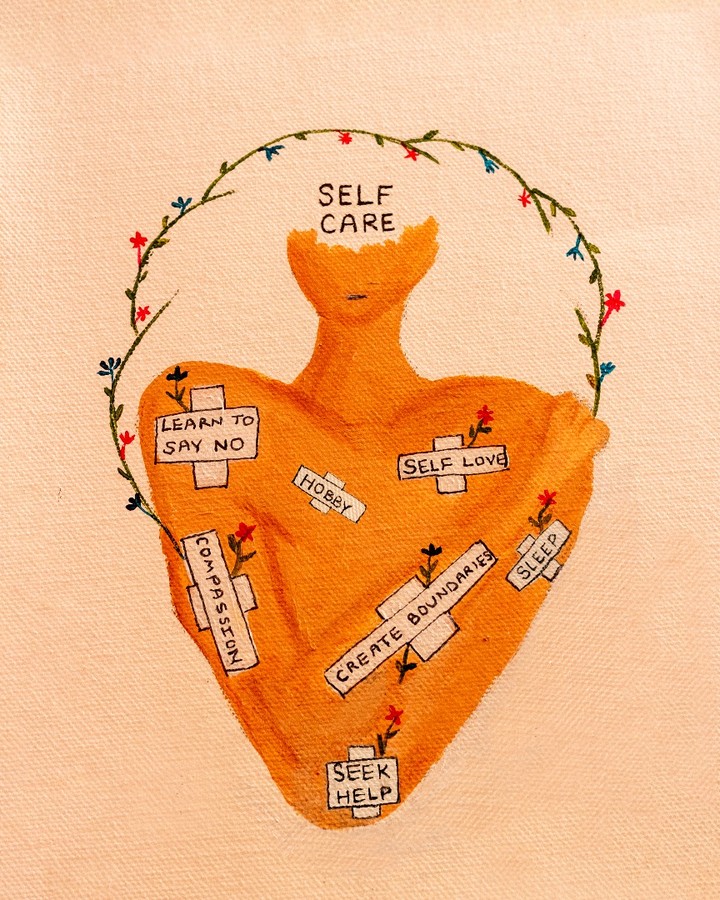 SELF
CARE
LEARN TO
SAY NO
HOBBY
SELF LOVE
COMPASSION
CREATE BOUNDARIES
SLEEP
SEEK
HELP